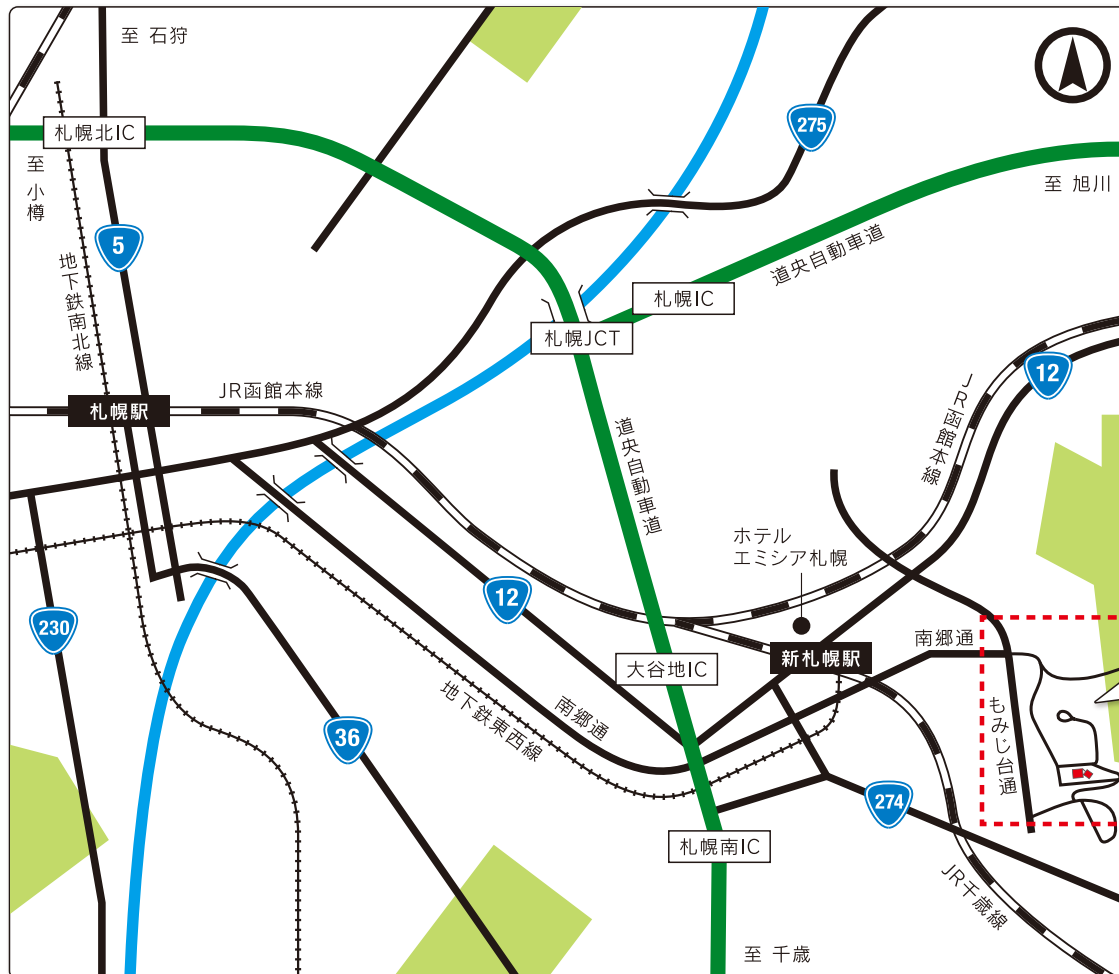 至 石狩
275
札幌北IC
至 小樽
至 旭川
5
道央自動車道
地下鉄南北線
札幌IC
札幌JCT
JR函館本線
12
札幌駅
JR函館本線
道央自動車道
ホテル
エミシア札幌
12
230
南郷通
新札幌駅
大谷地IC
地下鉄東西線
南郷通
もみじ台通
36
274
札幌南IC
JR千歳線
至 千歳